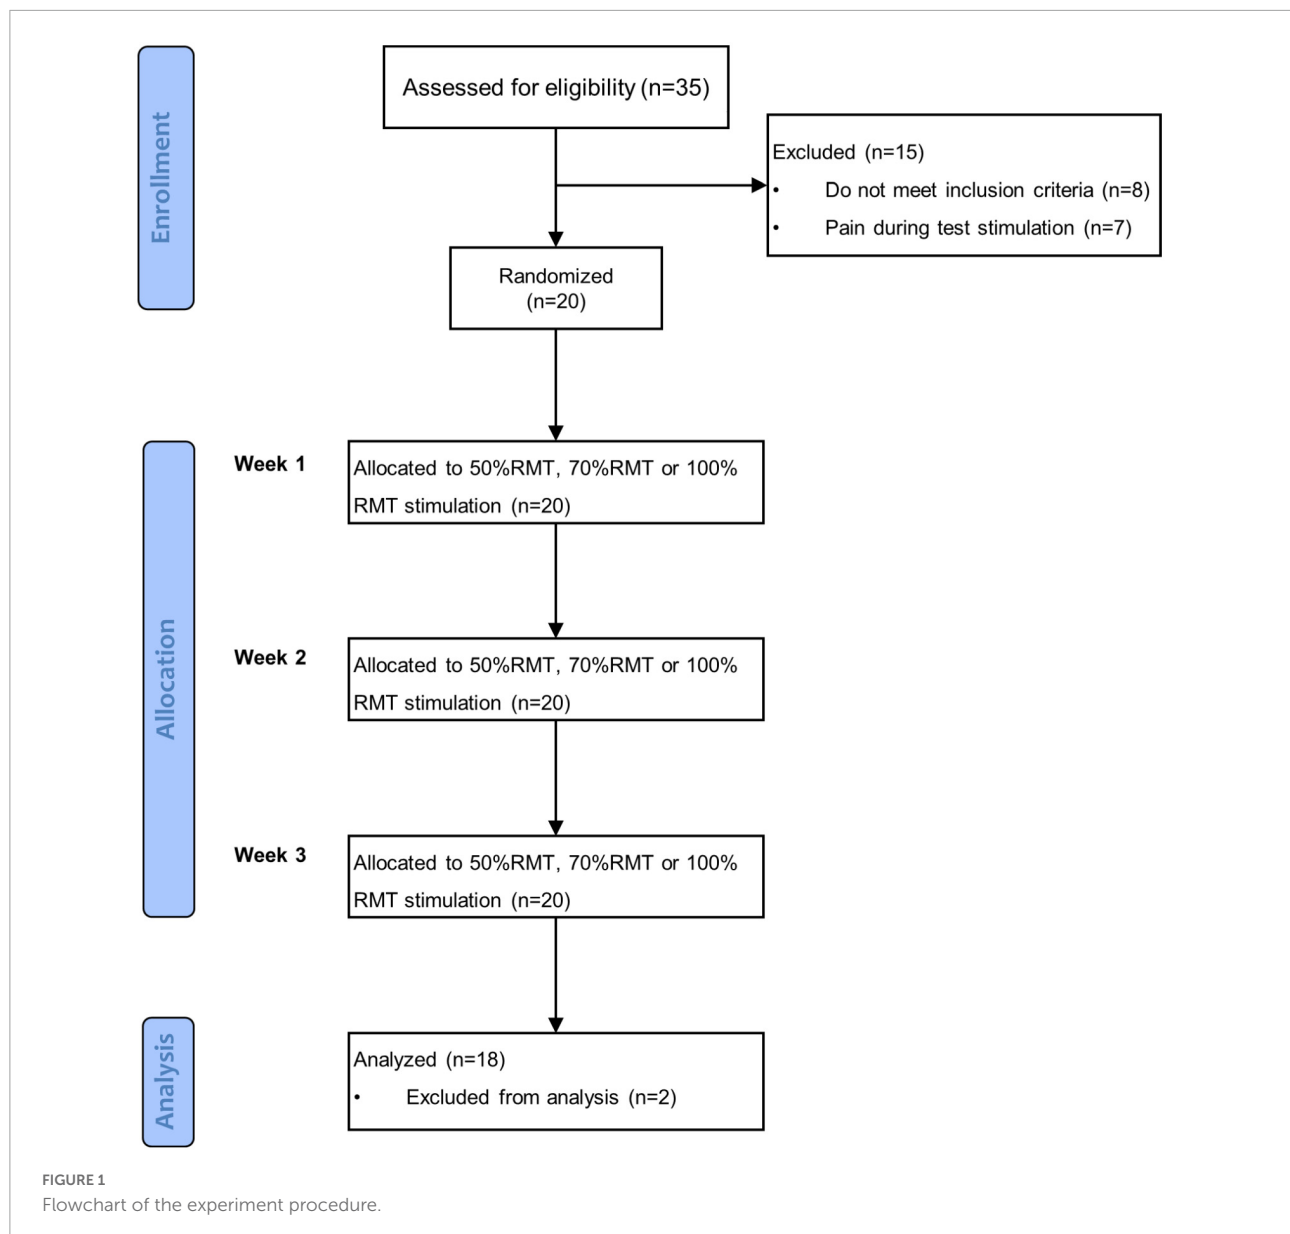 Enrollment
Assessed for eligibility (n=35)
Excluded (n=15)
• Do not meet inclusion criteria (n=8)
• Pain during test stimulation (n=7)
Randomized
(n=20)
Allocation
Week 1
Allocated to 50%RMT, 70%RMT or 100%
RMT stimulation (n=20)
Week 2
Allocated to 50%RMT, 70%RMT or 100%
RMT stimulation (n=20)
Week 3
Allocated to 50%RMT, 70%RMT or 100%
RMT stimulation (n=20)
Analysis
Analyzed (n=18)
• Excluded from analysis (n=2)
FIGURE 1
Flowchart of the experiment procedure.